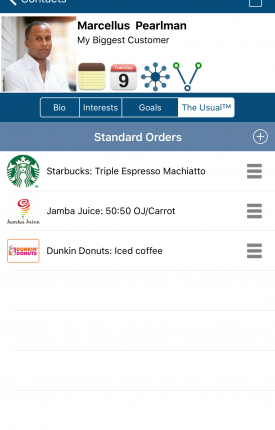 Contacts
Marcellus Pearlman
My Biggest Customer
Tuesday
9
Bio
Interests
Goals
The Usual™
Standard Orders
Starbucks: Triple Espresso Machiatto
Jamba Juice
Jamba Juice: 50:50 OJ/Carrot
DUNKIN'
DONUTS
Dunkin Donuts: Iced coffee